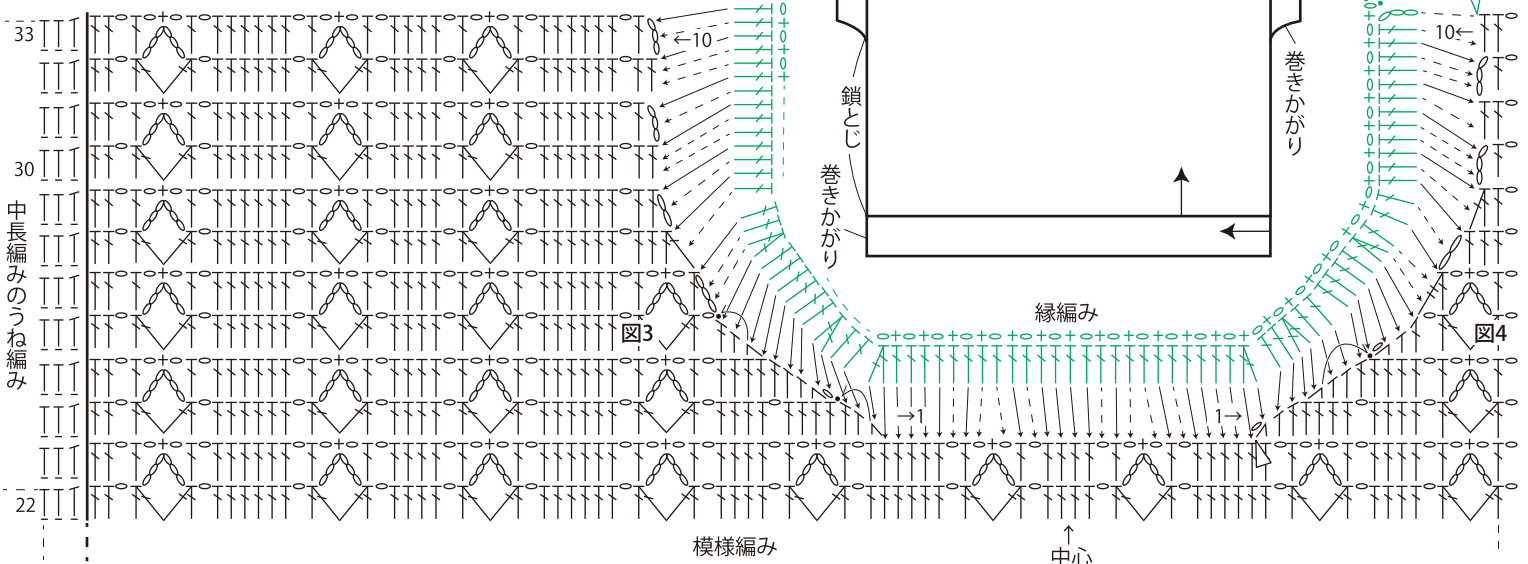 33
30
22
中長編みのうね編み
←10
鎖とじ
巻きかがり
巻きかがり
10←
縁編み
図3
図4
→1
1→
模様編み
中心